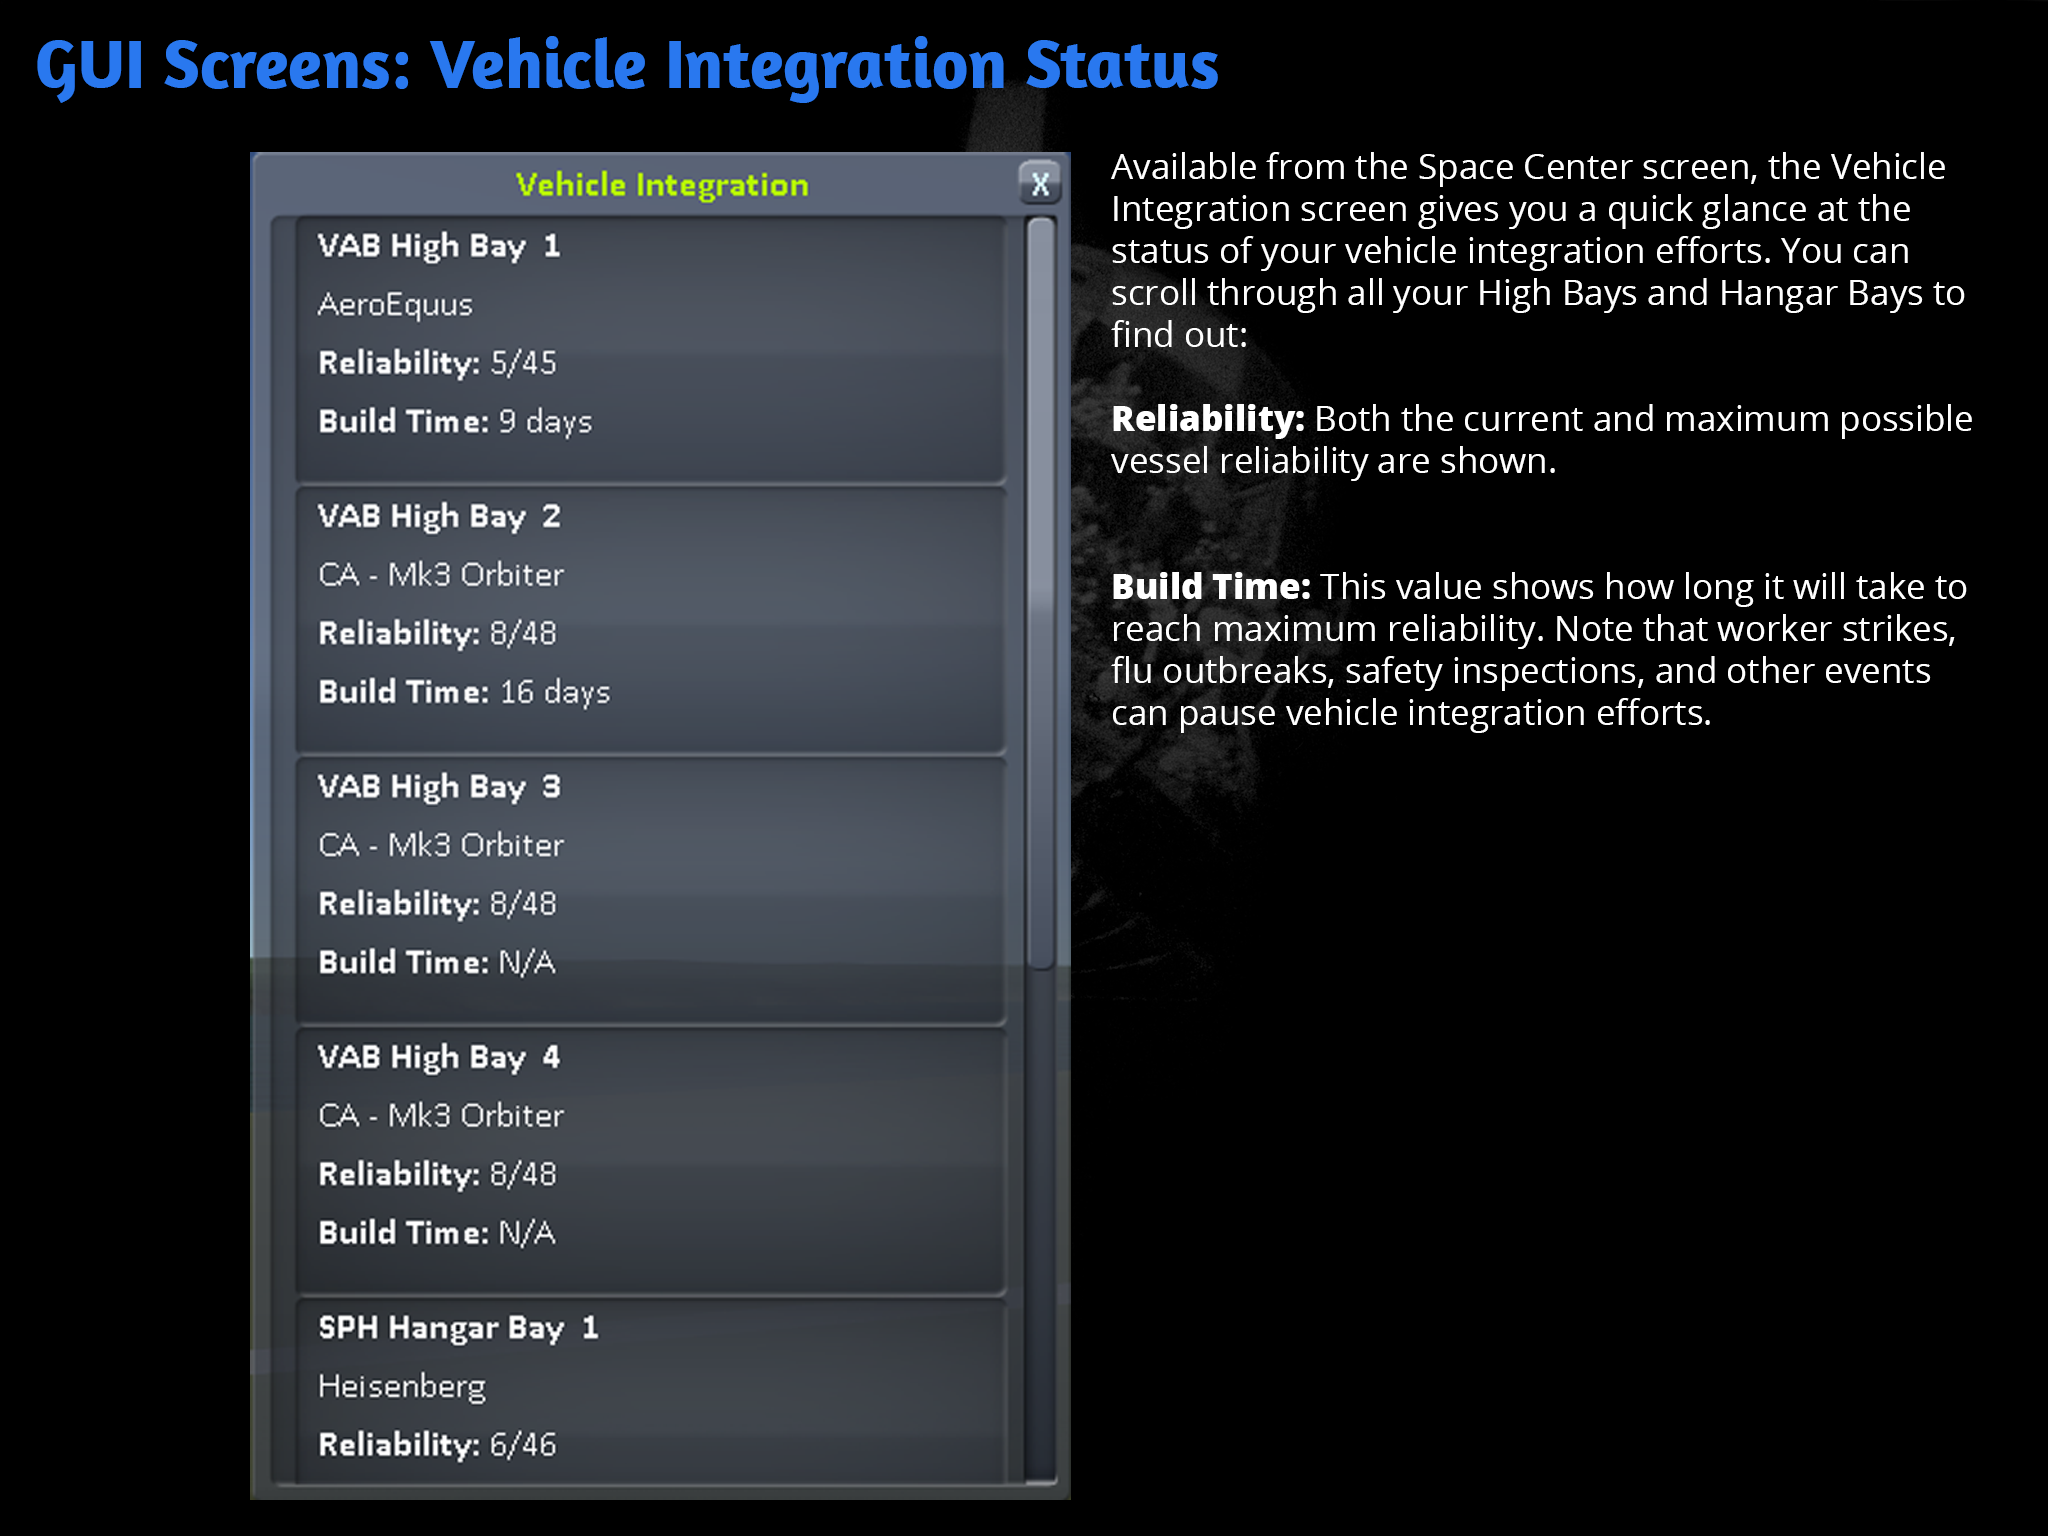 GUI Screens: Vehicle Integration Status
Vehicle Integration
X
VAB High Bay 1
AeroEquus
Reliability: 5/45
Build Time: 9 days
VAB High Bay 2
CA - Mk3 Orbiter
Reliability: 8/48
Build Time: 16 days
VAB High Bay 3
CA - Mk3 Orbiter
Reliability: 8/48
Build Time: N/A
VAB High Bay 4
CA - Mk3 Orbiter
Reliability: 8/48
Build Time: N/A
SPH Hangar Bay 1
Heisenberg
Reliability: 6/46
Available from the Space Center screen, the Vehicle
Integration screen gives you a quick glance at the
status of your vehicle integration efforts. You can
scroll through all your High Bays and Hangar Bays to
find out:
Reliability: Both the current and maximum possible
vessel reliability are shown.
Build Time: This value shows how long it will take to
reach maximum reliability. Note that worker strikes,
flu outbreaks, safety inspections, and other events
can pause vehicle integration efforts.